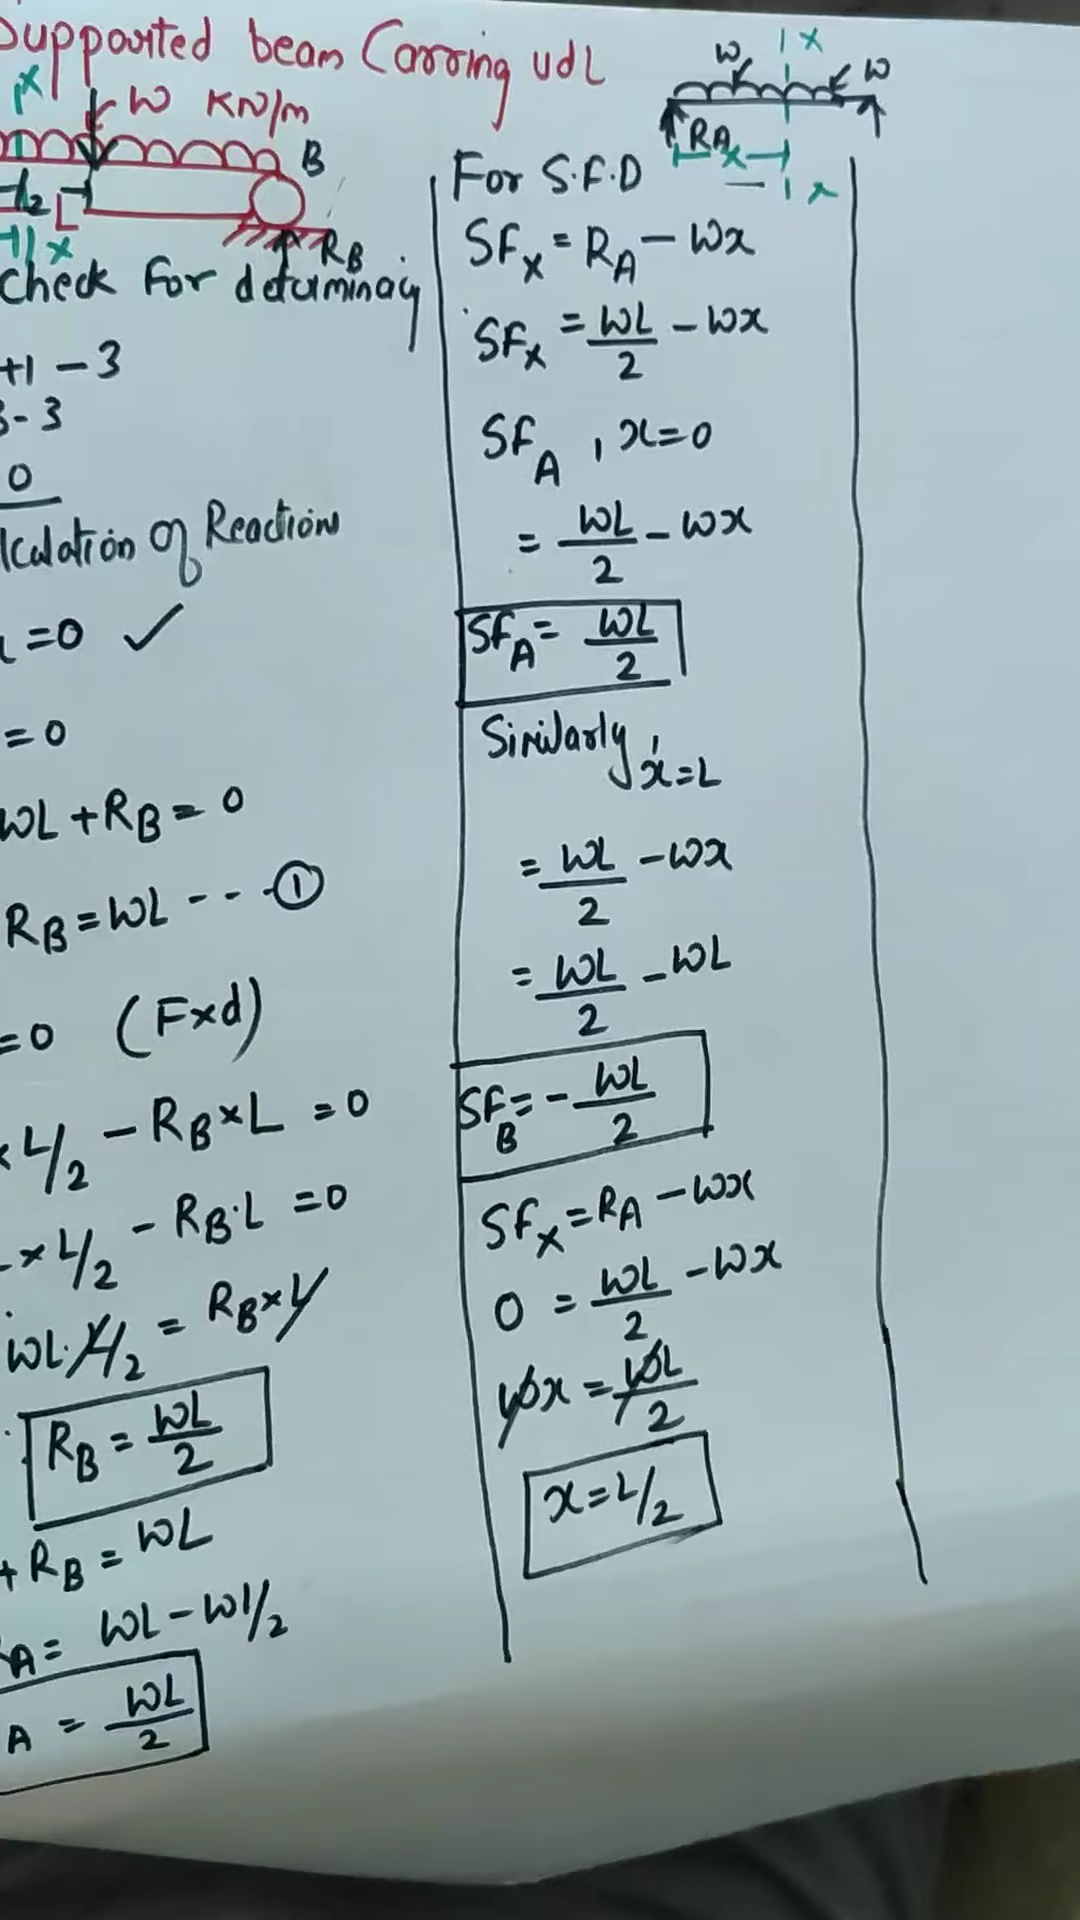 Supported beam Carring udl
x
W KN/m
B
L/2
L
x
RB
Check For determinacy
+1 - 3
3 - 3
0
lculation of Reactions
=0 ✓
=0
WL + RB = 0
RB = WL --- ①
=0 (F×d)
× L/2 - RB×L = 0
× L/2 - RB·L = 0
WL·L/2 = RB×L
RB = WL/2
+ RB = WL
A = WL - Wl/2
A = WL/2
W x W
RA
x
x
For S.F.D
SFx = RA - Wx
SFx = WL/2 - Wx
SFA , x=0
= WL/2 - Wx
SFA = WL/2
Similarly, x=L
= WL/2 - Wx
= WL/2 - WL
SFB = - WL/2
SFx = RA - Wx
0 = WL/2 - Wx
Wx = WL/2
x = L/2